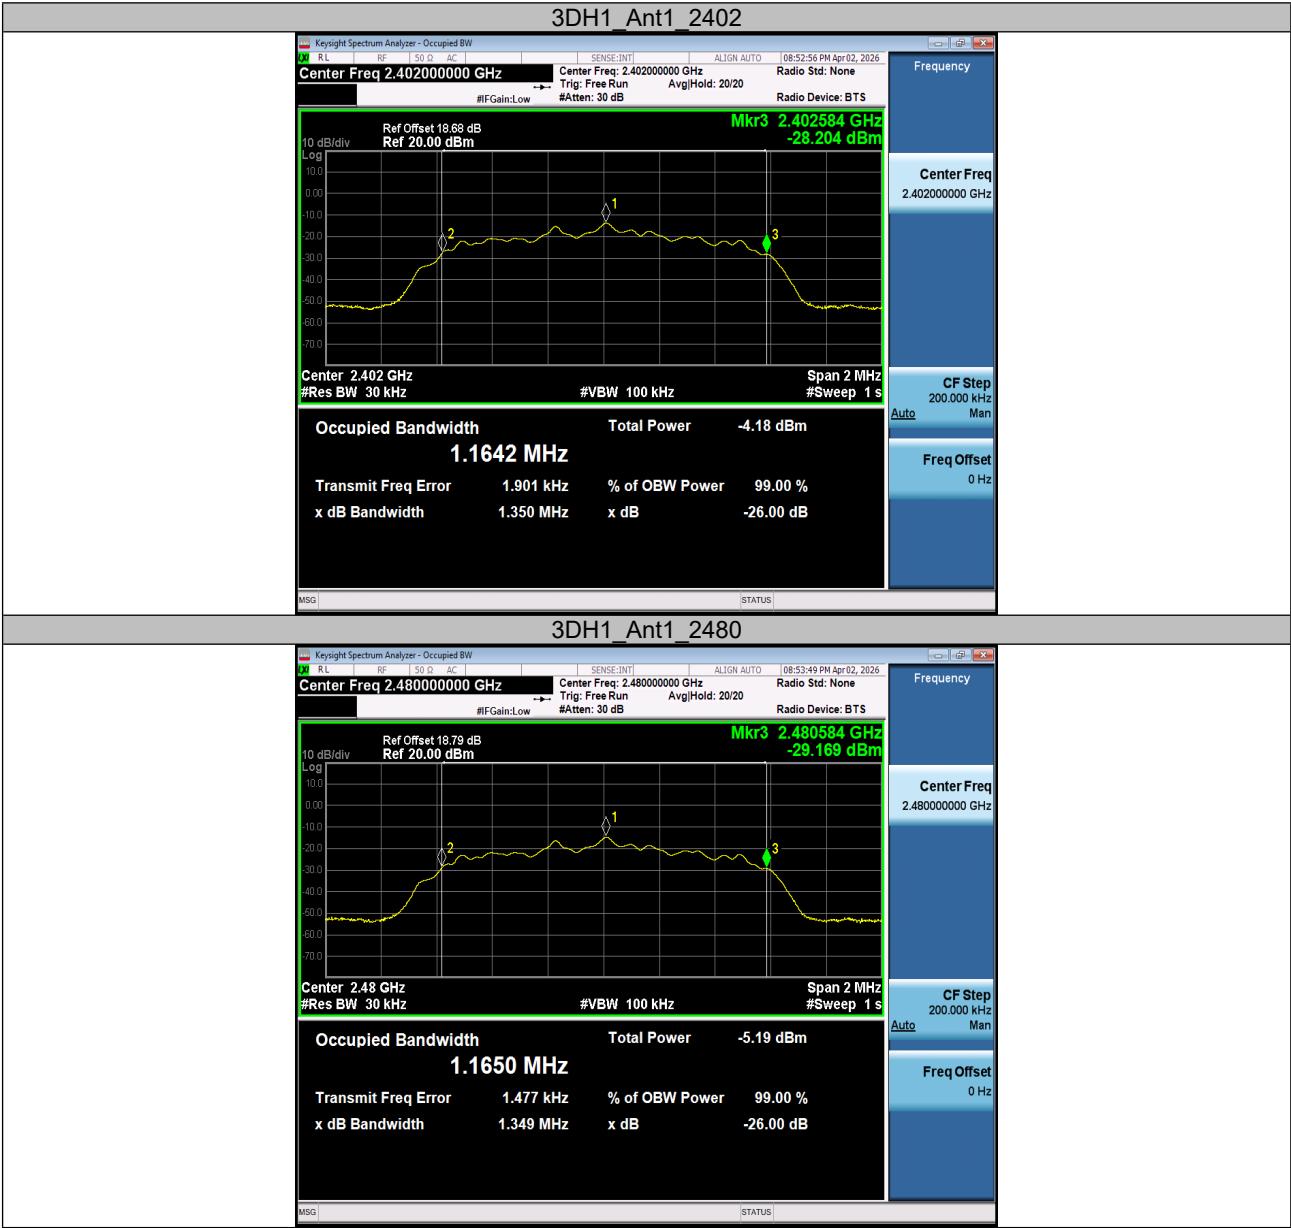 3DH1_Ant1_2402
Keysight Spectrum Analyzer - Occupied BW
RL RF 50 Ω AC SENSE:INT ALIGN AUTO 08:52:56 PM Apr 02, 2026
Center Freq 2.402000000 GHz
Center Freq: 2.402000000 GHz Radio Std: None
Trig: Free Run Avg|Hold: 20/20
#IFGain:Low #Atten: 30 dB Radio Device: BTS
Frequency
Mkr3 2.402584 GHz
-28.204 dBm
Ref Offset 18.68 dB
10 dB/div Ref 20.00 dBm
Log
10.0
0.00
-10.0
-20.0
-30.0
-40.0
-50.0
-60.0
-70.0
1
2
3
Center 2.402 GHz Span 2 MHz
#Res BW 30 kHz #VBW 100 kHz #Sweep 1 s
Center Freq
2.402000000 GHz
CF Step
200.000 kHz
Auto Man
Freq Offset
0 Hz
Occupied Bandwidth Total Power -4.18 dBm
1.1642 MHz
Transmit Freq Error 1.901 kHz % of OBW Power 99.00 %
x dB Bandwidth 1.350 MHz x dB -26.00 dB
MSG STATUS
3DH1_Ant1_2480
Keysight Spectrum Analyzer - Occupied BW
RL RF 50 Ω AC SENSE:INT ALIGN AUTO 08:53:49 PM Apr 02, 2026
Center Freq 2.480000000 GHz
Center Freq: 2.480000000 GHz Radio Std: None
Trig: Free Run Avg|Hold: 20/20
#IFGain:Low #Atten: 30 dB Radio Device: BTS
Frequency
Mkr3 2.480584 GHz
-29.169 dBm
Ref Offset 18.79 dB
10 dB/div Ref 20.00 dBm
Log
10.0
0.00
-10.0
-20.0
-30.0
-40.0
-50.0
-60.0
-70.0
1
2
3
Center 2.48 GHz Span 2 MHz
#Res BW 30 kHz #VBW 100 kHz #Sweep 1 s
Center Freq
2.480000000 GHz
CF Step
200.000 kHz
Auto Man
Freq Offset
0 Hz
Occupied Bandwidth Total Power -5.19 dBm
1.1650 MHz
Transmit Freq Error 1.477 kHz % of OBW Power 99.00 %
x dB Bandwidth 1.349 MHz x dB -26.00 dB
MSG STATUS